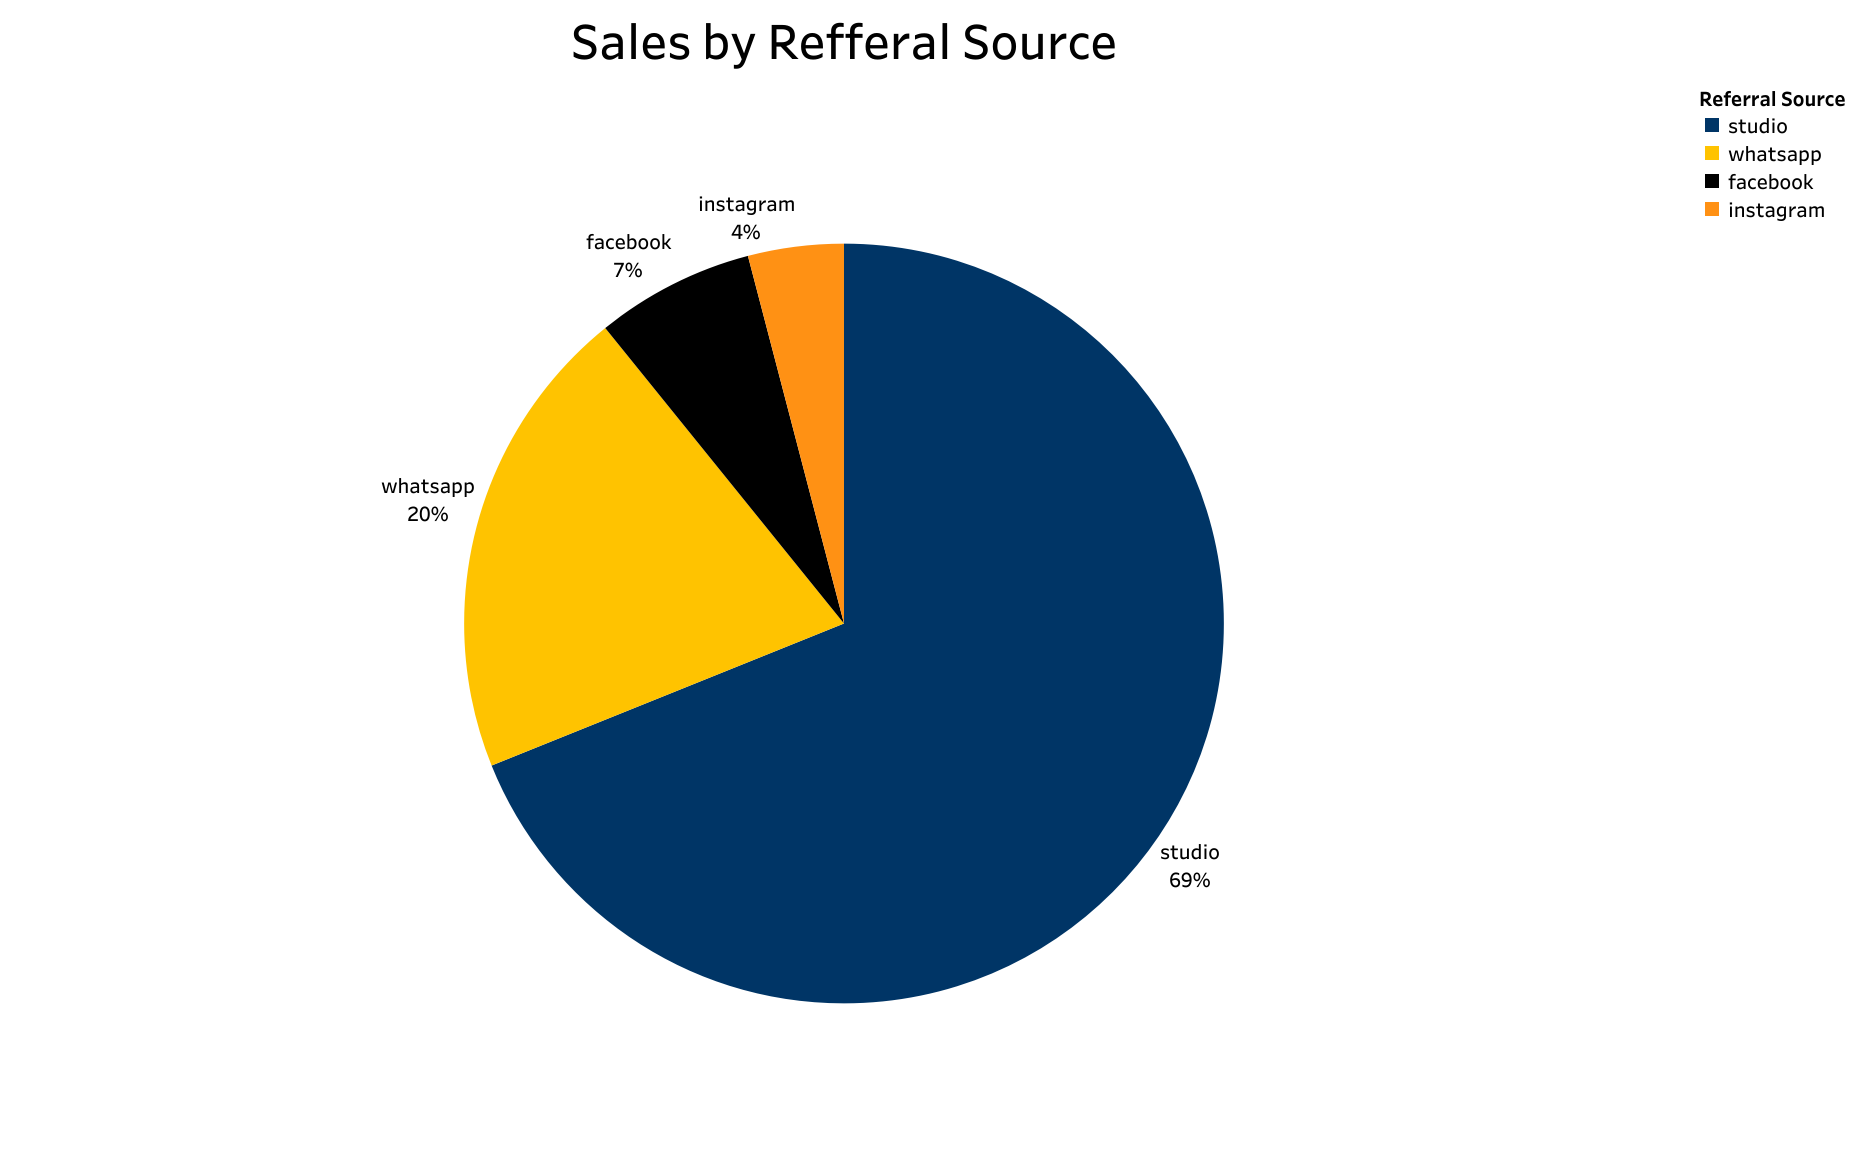 Sales by Refferal Source
Referral Source
studio
whatsapp
facebook
instagram
instagram
4%
facebook
7%
whatsapp
20%
studio
69%